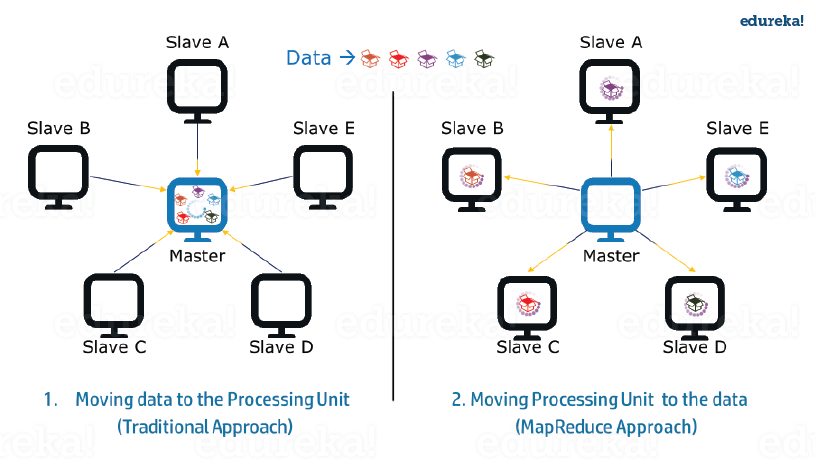 edureka!
Data →
Slave A
Slave B
Slave E
Master
Slave C
Slave D
1. Moving data to the Processing Unit
(Traditional Approach)
Slave A
Slave B
Slave E
Master
Slave C
Slave D
2. Moving Processing Unit to the data
(MapReduce Approach)